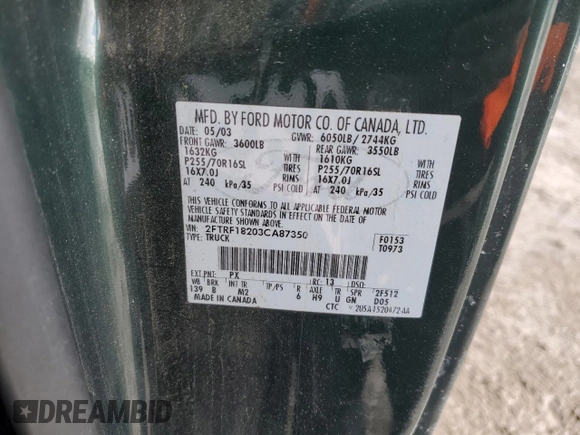 MFD. BY FORD MOTOR CO. OF CANADA, LTD.
DATE: 05/03 GVWR: 6050LB/ 2744KG
FRONT GAWR: 3600LB REAR GAWR: 3550LB
1632KG WITH 1610KG WITH
P255/70R16SL TIRES P255/70R16SL TIRES
16X7.0J RIMS 16X7.0J RIMS
AT 240 kPa/35 PSI COLD AT 240 kPa/35 PSI COLD
THIS VEHICLE CONFORMS TO ALL APPLICABLE FEDERAL MOTOR
VEHICLE SAFETY STANDARDS IN EFFECT ON THE DATE OF
MANUFACTURE SHOWN ABOVE.
VIN: 2FTRF18203CA87350 F0153
TYPE: TRUCK T0973
EXT.PNT: PX RC: 13 DSO:
WB BRK INT TR TP/PS R AXLE TR SPR 2F512
139 B M2 6 H9 U GN D05
MADE IN CANADA CTC
DREAMBID